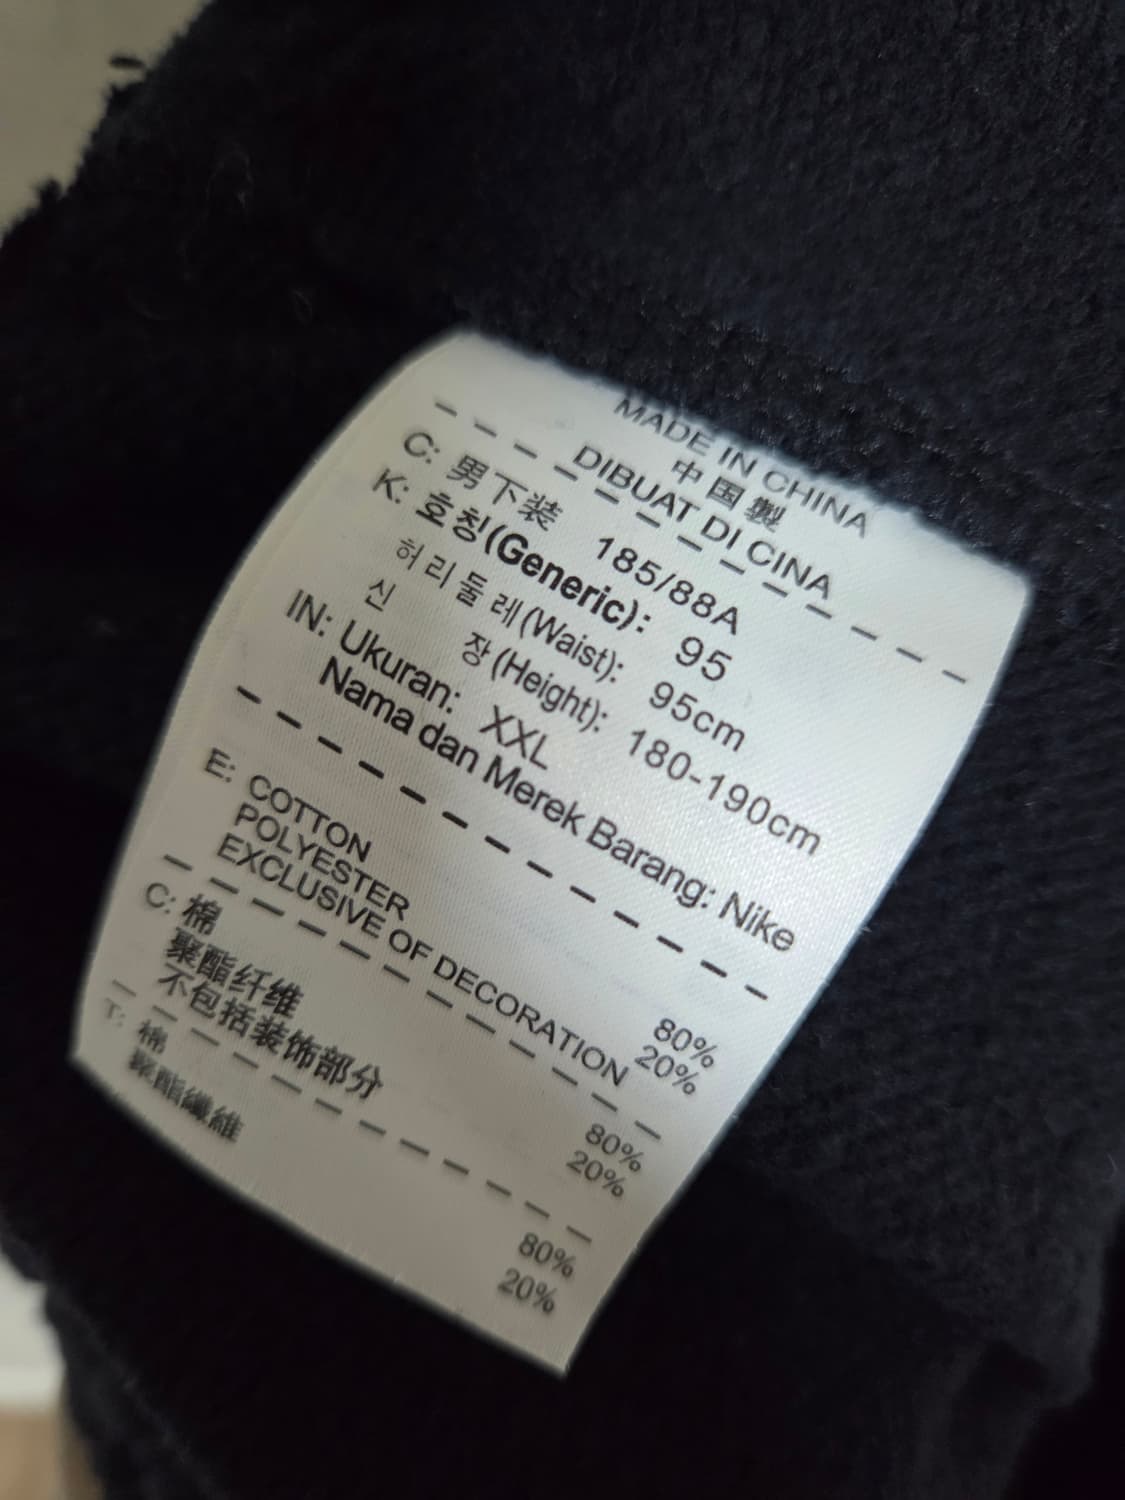 MADE IN CHINA
中国製
DIBUAT DI CINA
C: 男下装 185/88A
K: 호칭(Generic): 95
허리둘레(Waist): 95cm
신 장(Height): 180-190cm
IN: Ukuran: XXL
Nama dan Merek Barang: Nike
E: COTTON 80%
POLYESTER 20%
EXCLUSIVE OF DECORATION
C: 棉 80%
聚酯纤维 20%
不包括装饰部分
T: 棉 80%
聚酯纖維 20%